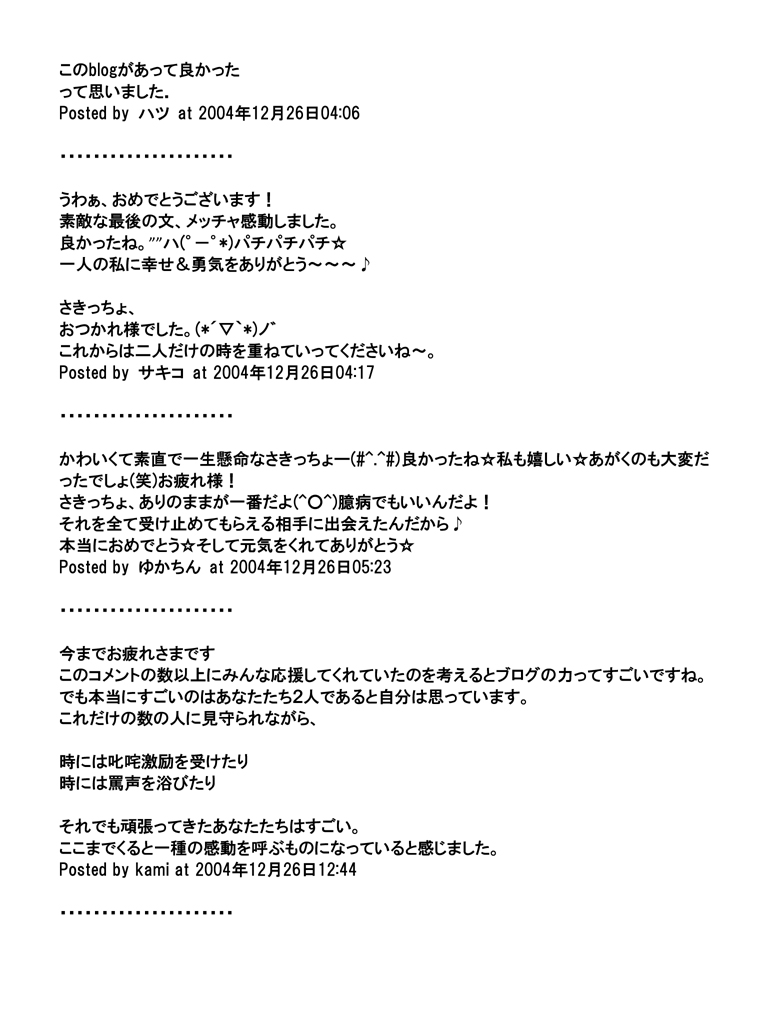 このblogがあって良かった
って思いました．
Posted by ハツ at 2004年12月26日04:06
・・・・・・・・・・・・・・・・・・・・・
うわぁ、おめでとうございます！
素敵な最後の文、メッチャ感動しました。
良かったね。""ハ(ﾟーﾟ*)パチパチパチ☆
一人の私に幸せ＆勇気をありがとう～～～♪
さきっちょ、
おつかれ様でした。(*´▽`*)ﾉﾞ
これからは二人だけの時を重ねていってくださいね～。
Posted by サキコ at 2004年12月26日04:17
・・・・・・・・・・・・・・・・・・・・・
かわいくて素直で一生懸命なさきっちょー(#^.^#)良かったね☆私も嬉しい☆あがくのも大変だ
ったでしょ(笑)お疲れ様！
さきっちょ、ありのままが一番だよ(^○^)臆病でもいいんだよ！
それを全て受け止めてもらえる相手に出会えたんだから♪
本当におめでとう☆そして元気をくれてありがとう☆
Posted by ゆかちん at 2004年12月26日05:23
・・・・・・・・・・・・・・・・・・・・・
今までお疲れさまです
このコメントの数以上にみんな応援してくれていたのを考えるとブログの力ってすごいですね。
でも本当にすごいのはあなたたち２人であると自分は思っています。
これだけの数の人に見守られながら、
時には叱咤激励を受けたり
時には罵声を浴びたり
それでも頑張ってきたあなたたちはすごい。
ここまでくると一種の感動を呼ぶものになっていると感じました。
Posted by kami at 2004年12月26日12:44
・・・・・・・・・・・・・・・・・・・・・